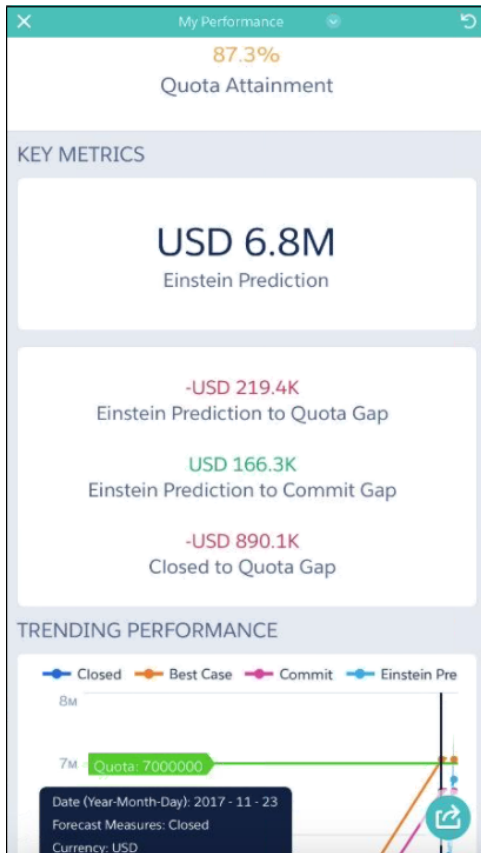 My Performance
87.3%
Quota Attainment
KEY METRICS
USD 6.8M
Einstein Prediction
-USD 219.4K
Einstein Prediction to Quota Gap
USD 166.3K
Einstein Prediction to Commit Gap
-USD 890.1K
Closed to Quota Gap
TRENDING PERFORMANCE
Closed Best Case Commit Einstein Pre
8M
7M Quota: 7000000
Date (Year-Month-Day): 2017 - 11 - 23
Forecast Measures: Closed
Currency: USD